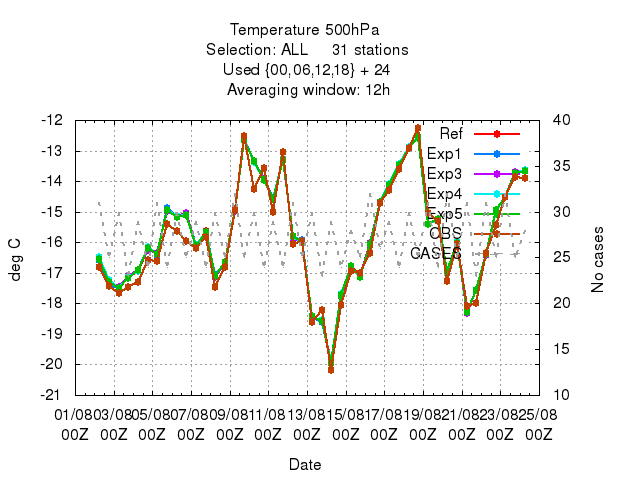 Temperature 500hPa
Selection: ALL 31 stations
Used {00,06,12,18} + 24
Averaging window: 12h
-12 40
Ref
-13 Exp1
35
-14 Exp3
Exp4
-15 Exp5 30
OBS
-16 CASES 25
-17
-18 20
-19
15
-20
-21 10
deg C
No cases
01/08 03/08 05/08 07/08 09/08 11/08 13/08 15/08 17/08 19/08 21/08 23/08 25/08
00Z 00Z 00Z 00Z 00Z 00Z 00Z 00Z 00Z 00Z 00Z 00Z 00Z
Date